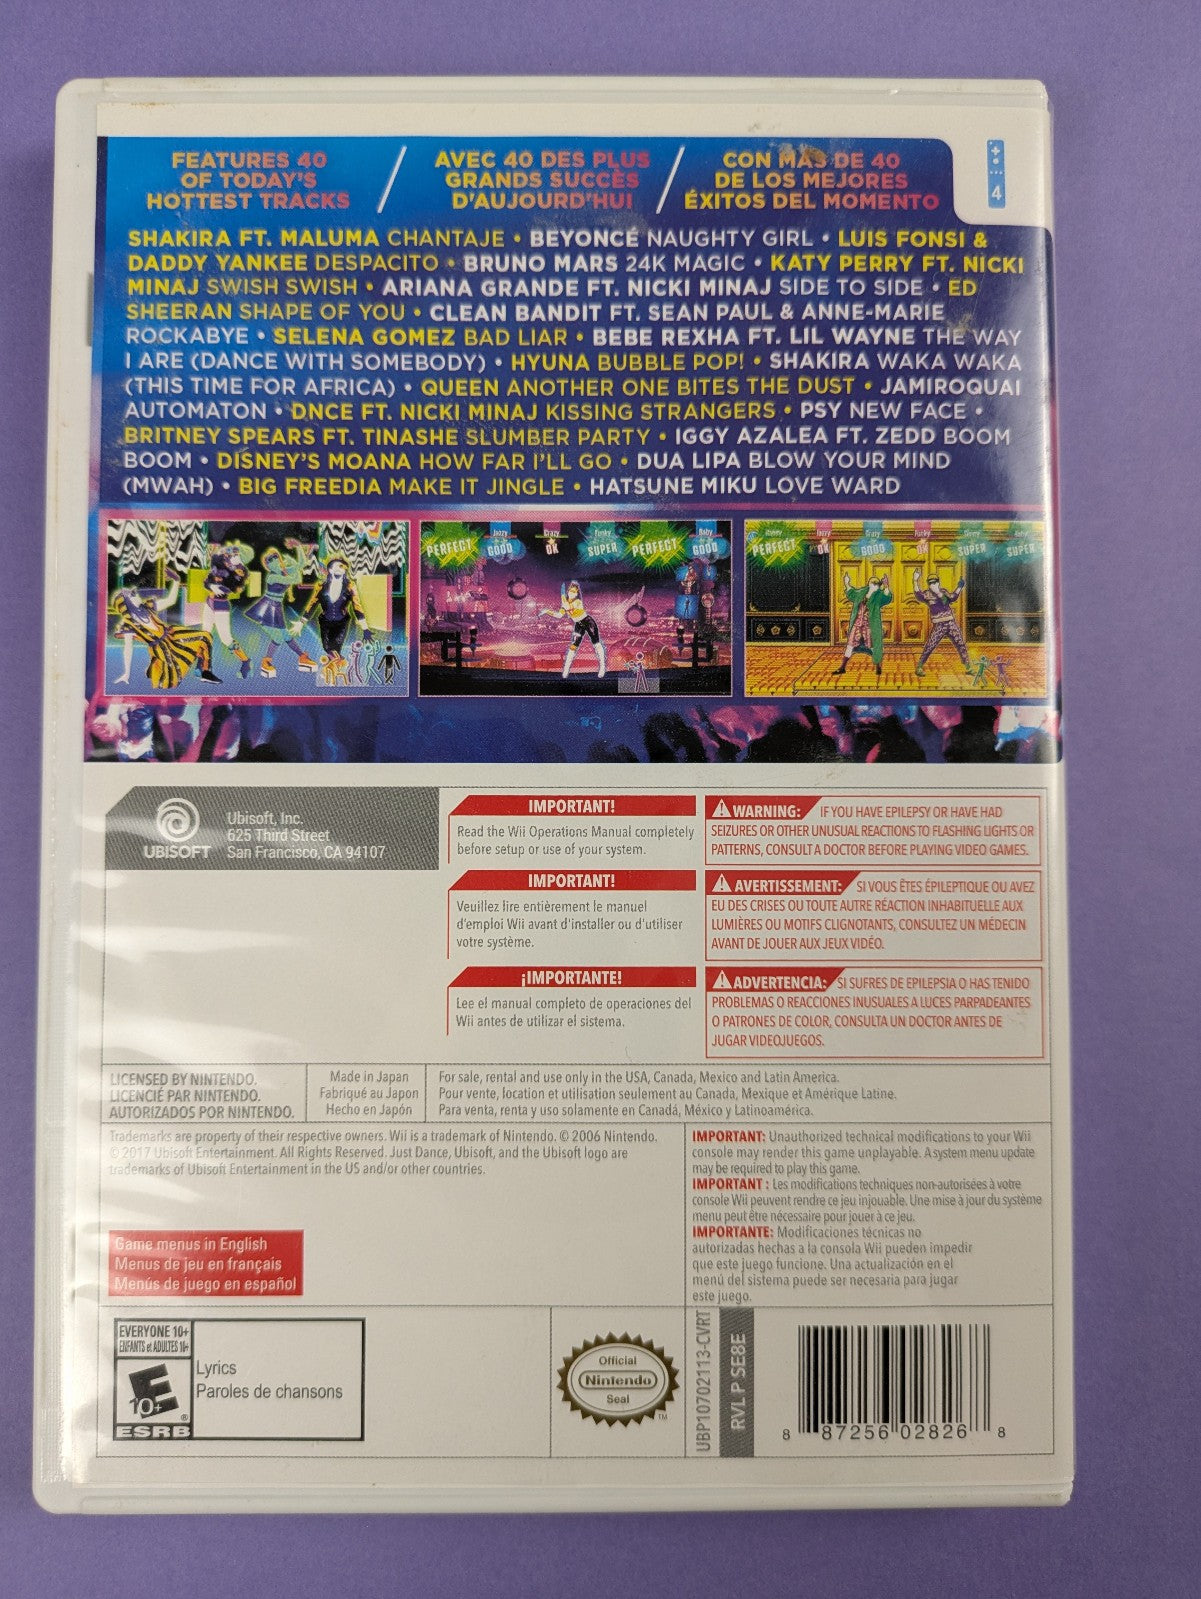 FEATURES 40
OF TODAY'S
HOTTEST TRACKS
AVEC 40 DES PLUS
GRANDS SUCCÈS
D'AUJOURD'HUI
CON MÁS DE 40
DE LOS MEJORES
ÉXITOS DEL MOMENTO
4
SHAKIRA FT. MALUMA CHANTAJE • BEYONCÉ NAUGHTY GIRL • LUIS FONSI &
DADDY YANKEE DESPACITO • BRUNO MARS 24K MAGIC • KATY PERRY FT. NICKI
MINAJ SWISH SWISH • ARIANA GRANDE FT. NICKI MINAJ SIDE TO SIDE • ED
SHEERAN SHAPE OF YOU • CLEAN BANDIT FT. SEAN PAUL & ANNE-MARIE
ROCKABYE • SELENA GOMEZ BAD LIAR • BEBE REXHA FT. LIL WAYNE THE WAY
I ARE (DANCE WITH SOMEBODY) • HYUNA BUBBLE POP! • SHAKIRA WAKA WAKA
(THIS TIME FOR AFRICA) • QUEEN ANOTHER ONE BITES THE DUST • JAMIROQUAI
AUTOMATON • DNCE FT. NICKI MINAJ KISSING STRANGERS • PSY NEW FACE •
BRITNEY SPEARS FT. TINASHE SLUMBER PARTY • IGGY AZALEA FT. ZEDD BOOM
BOOM • DISNEY'S MOANA HOW FAR I'LL GO • DUA LIPA BLOW YOUR MIND
(MWAH) • BIG FREEDIA MAKE IT JINGLE • HATSUNE MIKU LOVE WARD
PERFECT GOOD OK SUPER PERFECT GOOD
PERFECT OK GOOD OK SUPER SUPER
UBISOFT
Ubisoft, Inc.
625 Third Street
San Francisco, CA 94107
IMPORTANT!
Read the Wii Operations Manual completely
before setup or use of your system.
IMPORTANT!
Veuillez lire entièrement le manuel
d'emploi Wii avant d'installer ou d'utiliser
votre système.
¡IMPORTANTE!
Lee el manual completo de operaciones del
Wii antes de utilizar el sistema.
WARNING: IF YOU HAVE EPILEPSY OR HAVE HAD
SEIZURES OR OTHER UNUSUAL REACTIONS TO FLASHING LIGHTS OR
PATTERNS, CONSULT A DOCTOR BEFORE PLAYING VIDEO GAMES.
AVERTISSEMENT: SI VOUS ÊTES ÉPILEPTIQUE OU AVEZ
EU DES CRISES OU TOUTE AUTRE RÉACTION INHABITUELLE AUX
LUMIÈRES OU MOTIFS CLIGNOTANTS, CONSULTEZ UN MÉDECIN
AVANT DE JOUER AUX JEUX VIDÉO.
ADVERTENCIA: SI SUFRES DE EPILEPSIA O HAS TENIDO
PROBLEMAS O REACCIONES INUSUALES A LUCES PARPADEANTES
O PATRONES DE COLOR, CONSULTA UN DOCTOR ANTES DE
JUGAR VIDEOJUEGOS.
LICENSED BY NINTENDO.
LICENCIÉ PAR NINTENDO.
AUTORIZADOS POR NINTENDO.
Made in Japan
Fabriqué au Japon
Hecho en Japón
For sale, rental and use only in the USA, Canada, Mexico and Latin America.
Pour vente, location et utilisation seulement au Canada, Mexique et Amérique Latine.
Para venta, renta y uso solamente en Canadá, México y Latinoamérica.
Trademarks are property of their respective owners. Wii is a trademark of Nintendo. © 2006 Nintendo.
© 2017 Ubisoft Entertainment. All Rights Reserved. Just Dance, Ubisoft, and the Ubisoft logo are
trademarks of Ubisoft Entertainment in the US and/or other countries.
IMPORTANT: Unauthorized technical modifications to your Wii
console may render this game unplayable. A system menu update
may be required to play this game.
IMPORTANT : Les modifications techniques non-autorisées à votre
console Wii peuvent rendre ce jeu injouable. Une mise à jour du système
menu peut être nécessaire pour jouer à ce jeu.
IMPORTANTE: Modificaciones técnicas no
autorizadas hechas a la consola Wii pueden impedir
que este juego funcione. Una actualización en el
menú del sistema puede ser necesaria para jugar
este juego.
Game menus in English
Menus de jeu en français
Menús de juego en español
EVERYONE 10+
ENFANTS et ADULTES 10+
E
10+
®
ESRB
Lyrics
Paroles de chansons
Official
Nintendo
Seal
TM
UBP10702113-CVRT
RVL P SE8E
8 87256 02826 8